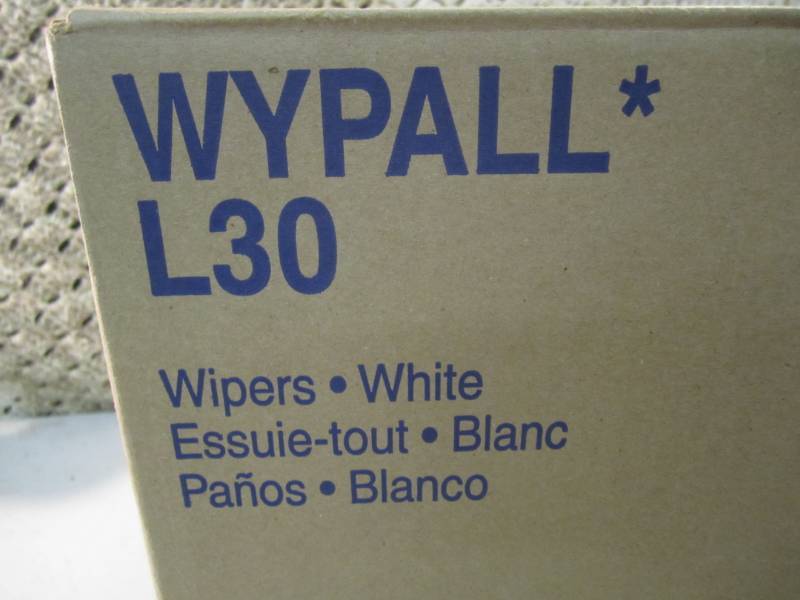 WYPALL*
L30
Wipers • White
Essuie-tout • Blanc
Paños • Blanco